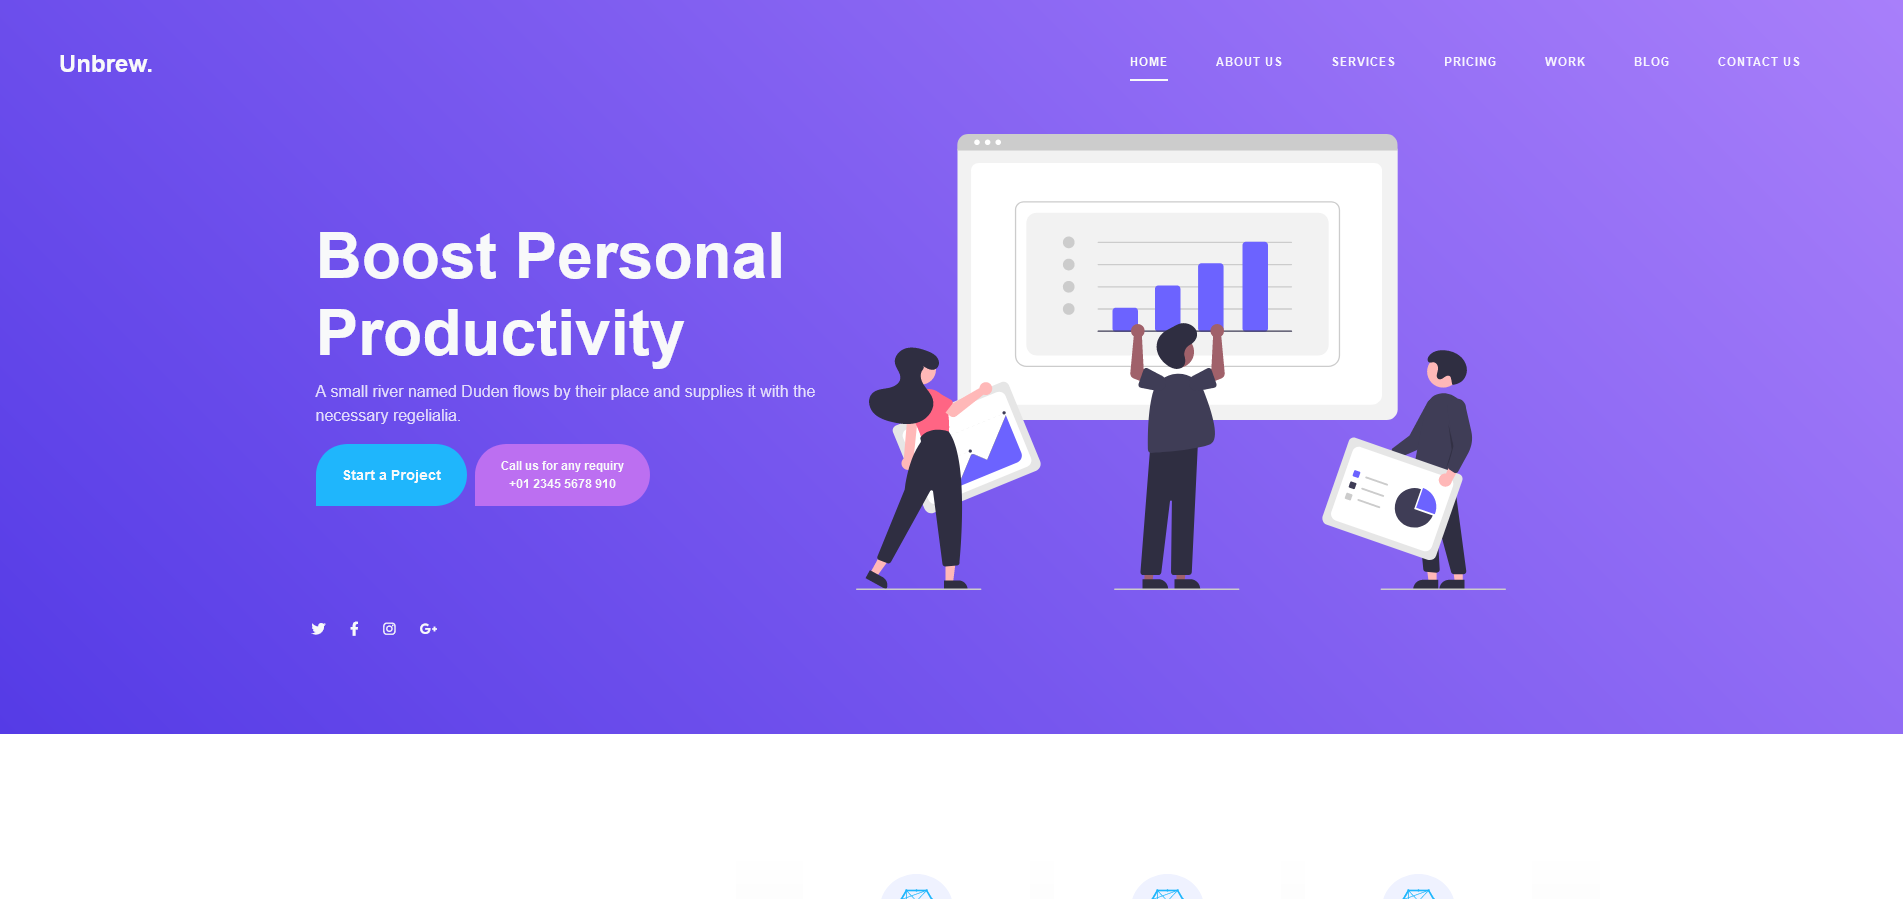 Unbrew.
HOME ABOUT US SERVICES PRICING WORK BLOG CONTACT US
Boost Personal
Productivity
A small river named Duden flows by their place and supplies it with the
necessary regelialia.
Start a Project
Call us for any requiry
+01 2345 5678 910